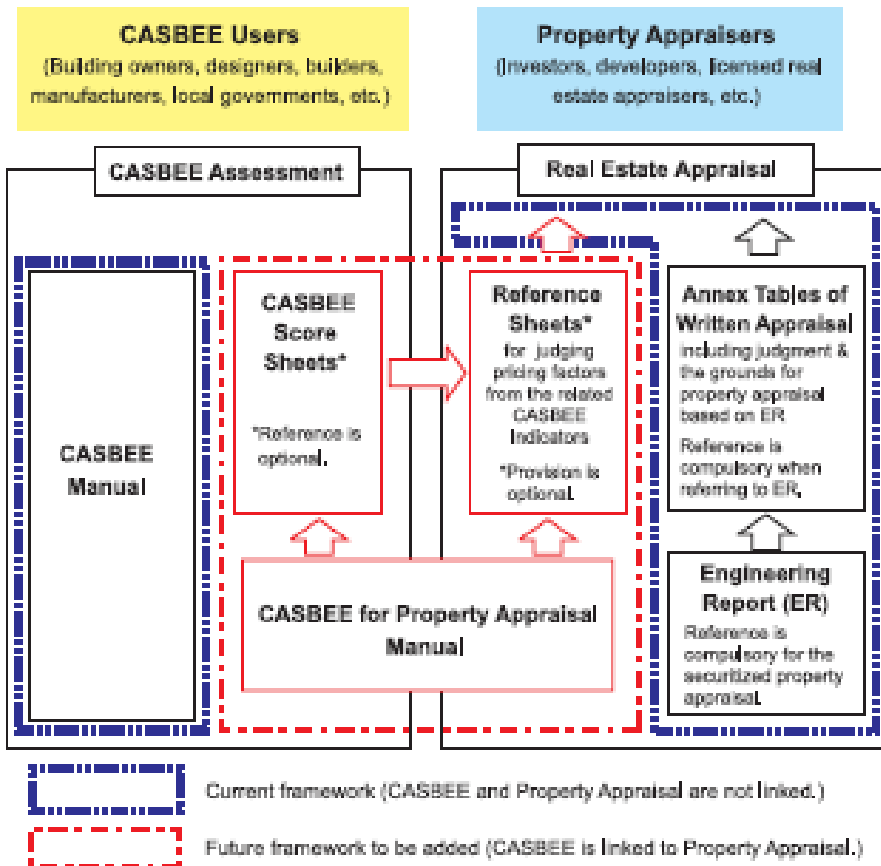 CASBEE Users
(Building owners, designers, builders,
manufacturers, local governments, etc.)
Property Appraisers
(Investors, developers, licensed real
estate appraisers, etc.)
CASBEE Assessment
Real Estate Appraisal
CASBEE
Manual
CASBEE
Score
Sheets*
*Reference is
optional.
Reference
Sheets*
for judging
pricing factors
from the related
CASBEE
Indicators
*Provision is
optional.
Annex Tables of
Written Appraisal
including judgment &
the grounds for
property appraisal
based on ER
Reference is
compulsory when
referring to ER.
CASBEE for Property Appraisal
Manual
Engineering
Report (ER)
Reference is
compulsory for the
securitized property
appraisal.
Current framework (CASBEE and Property Appraisal are not linked.)
Future framework to be added (CASBEE is linked to Property Appraisal.)